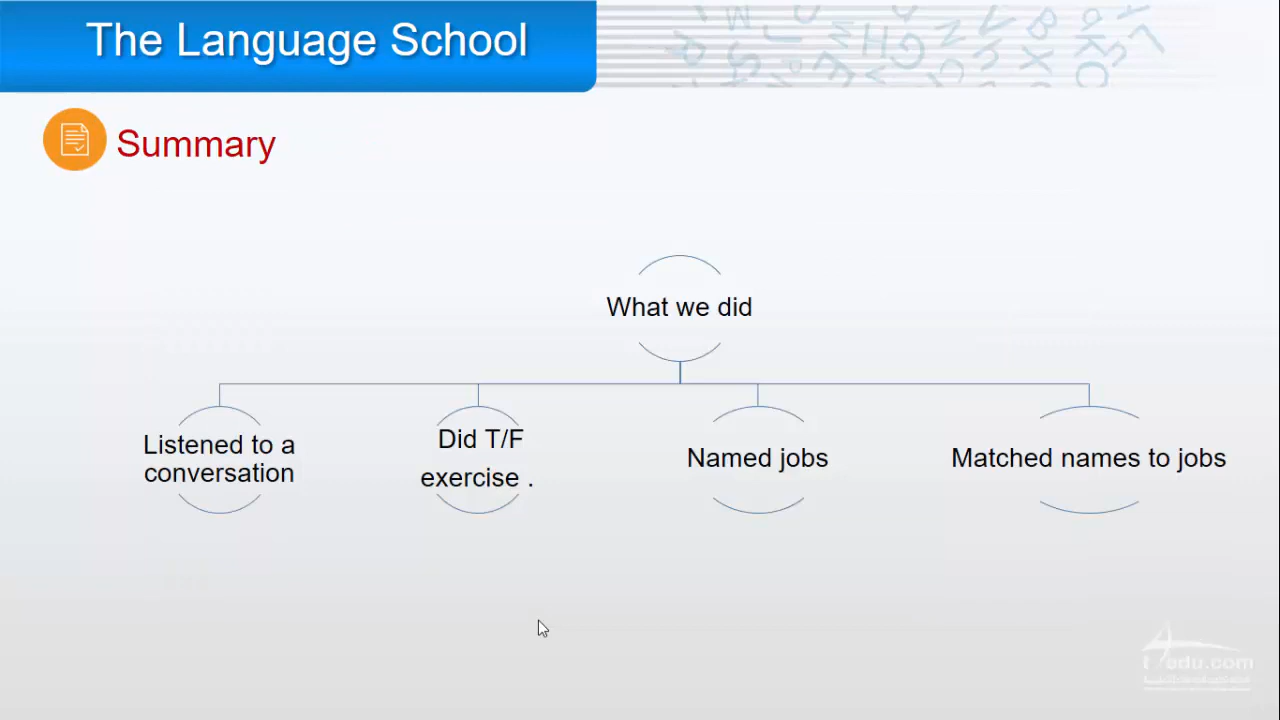 The Language School
Summary
What we did
Listened to a
conversation
Did T/F
exercise .
Named jobs
Matched names to jobs